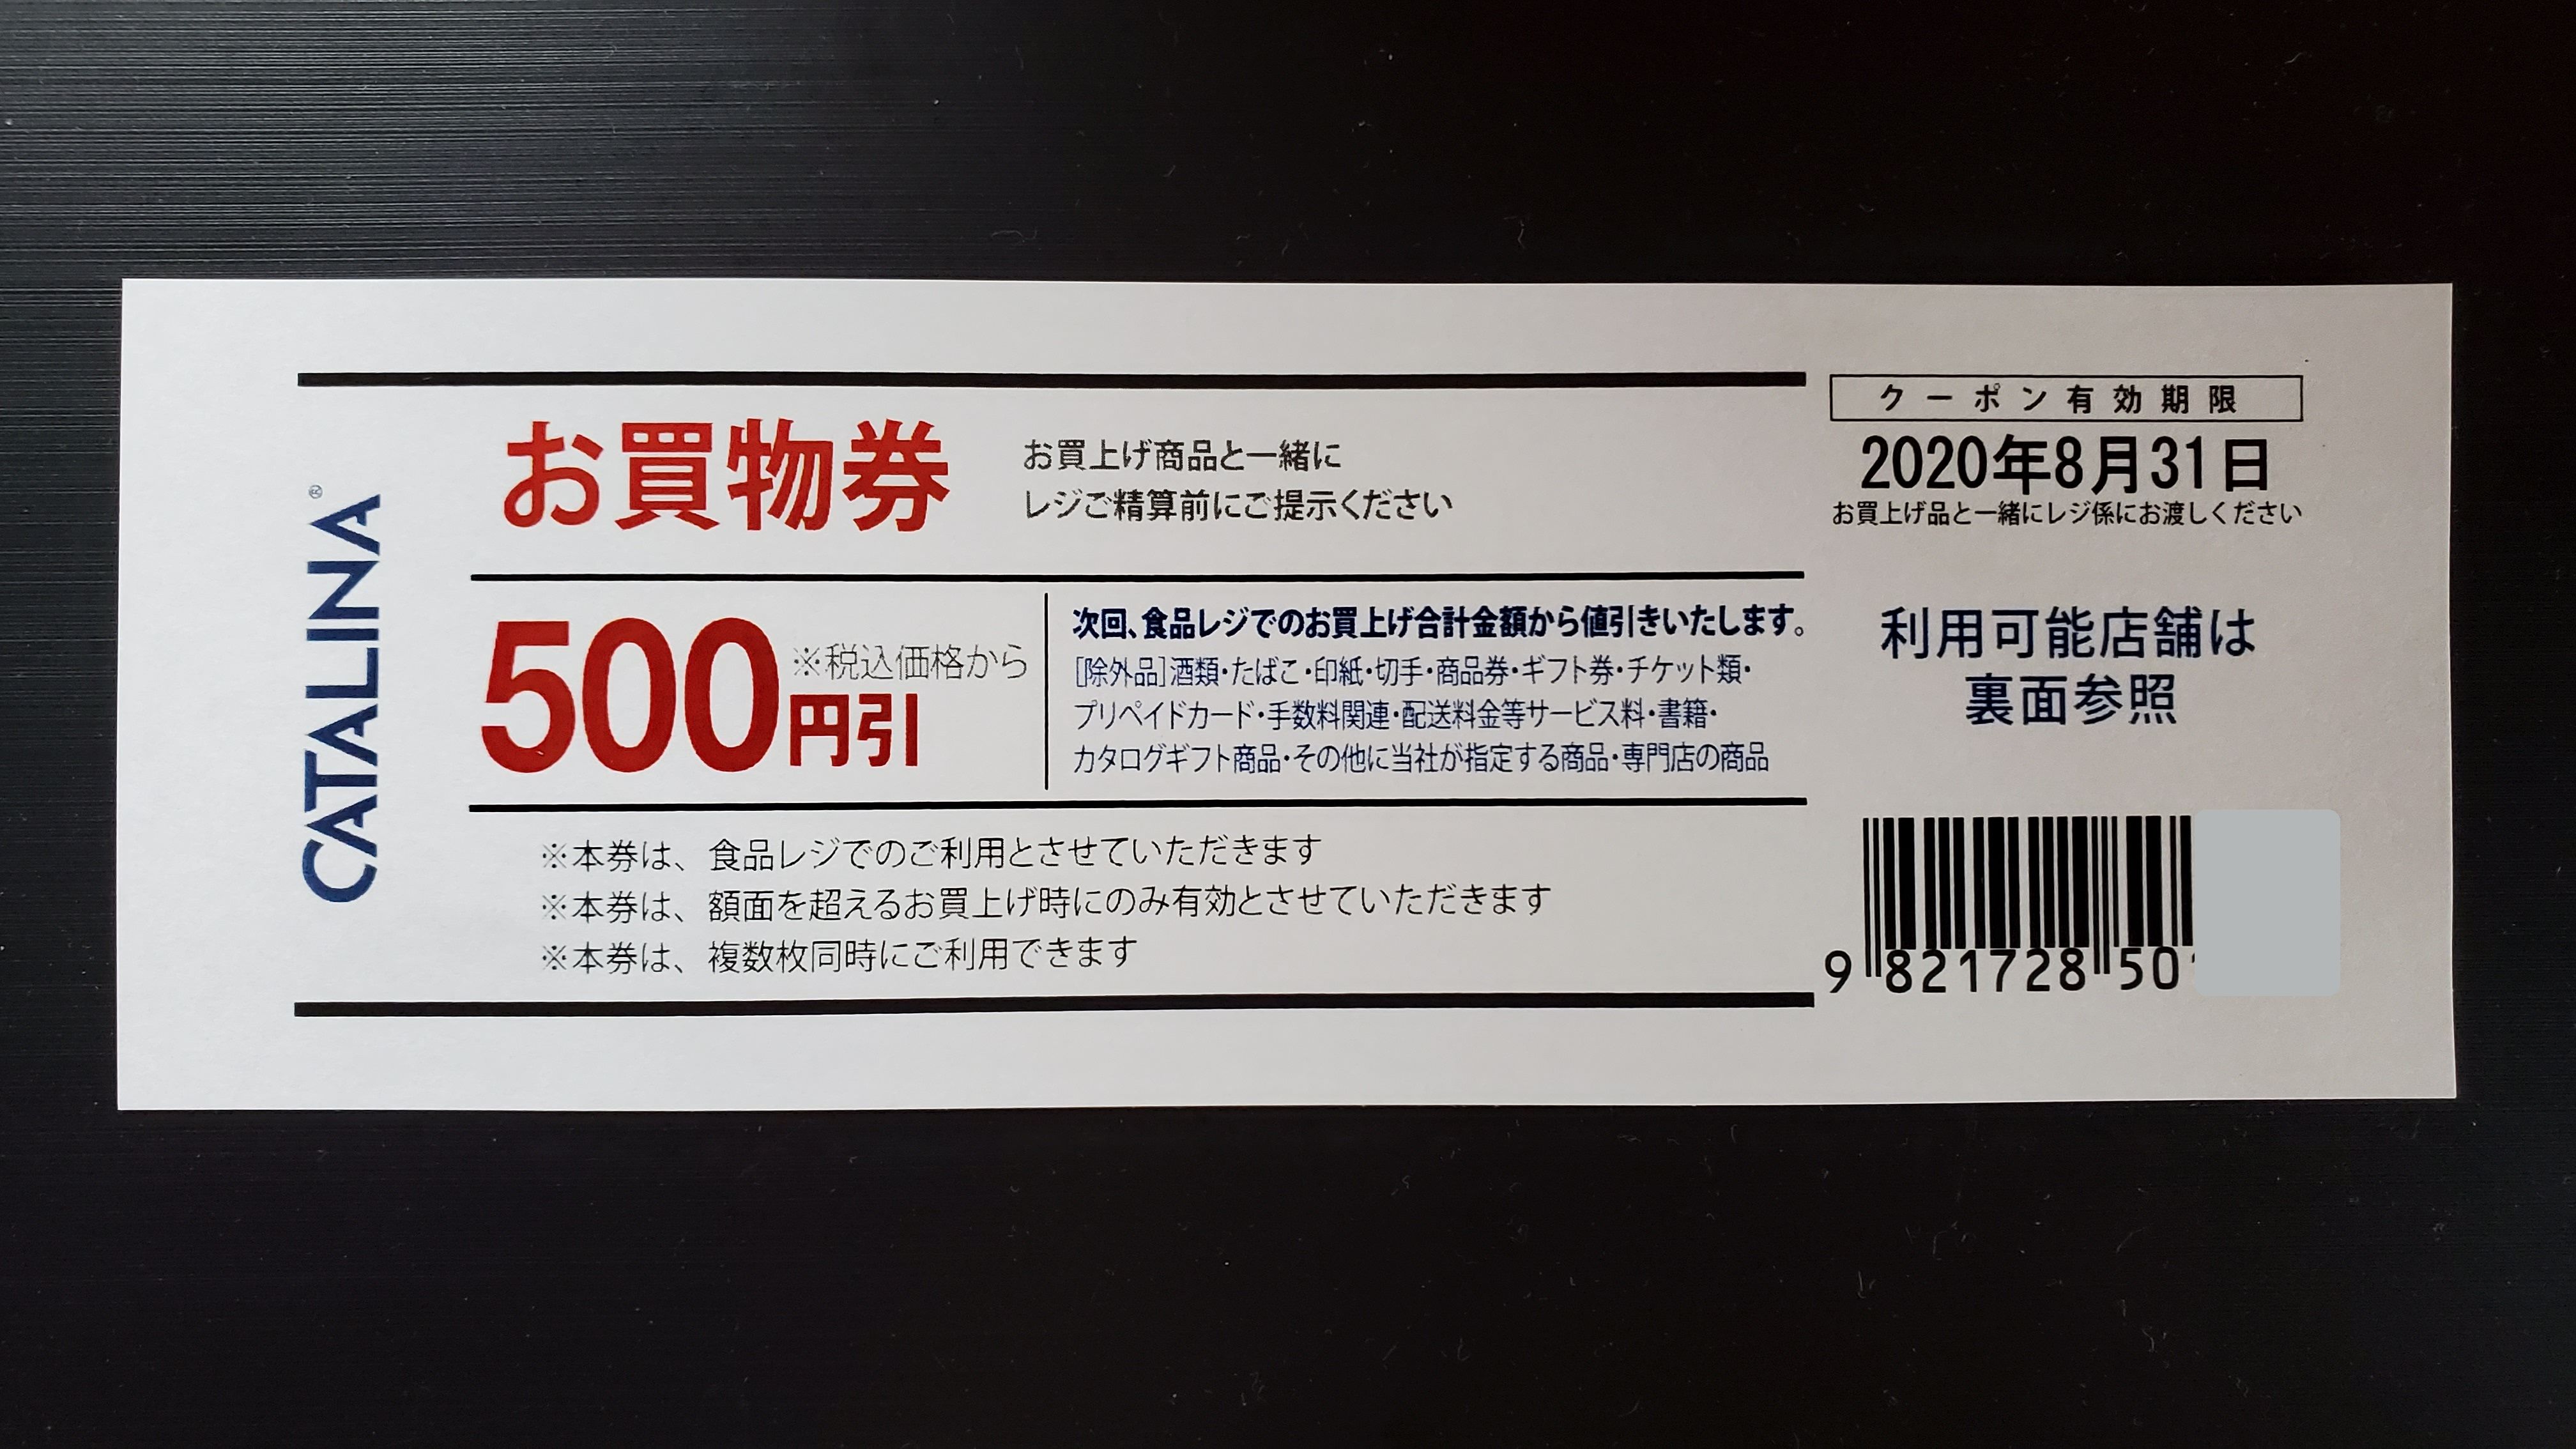 CATALINA®
お買物券
お買上げ商品と一緒に
レジご精算前にご提示ください
500円引
※税込価格から
次回、食品レジでのお買上げ合計金額から値引きいたします。
[除外品]酒類・たばこ・印紙・切手・商品券・ギフト券・チケット類・
プリペイドカード・手数料関連・配送料金等サービス料・書籍・
カタログギフト商品・その他に当社が指定する商品・専門店の商品
※本券は、食品レジでのご利用とさせていただきます
※本券は、額面を超えるお買上げ時にのみ有効とさせていただきます
※本券は、複数枚同時にご利用できます
クーポン有効期限
2020年8月31日
お買上げ品と一緒にレジ係にお渡しください
利用可能店舗は
裏面参照
9 821728 50